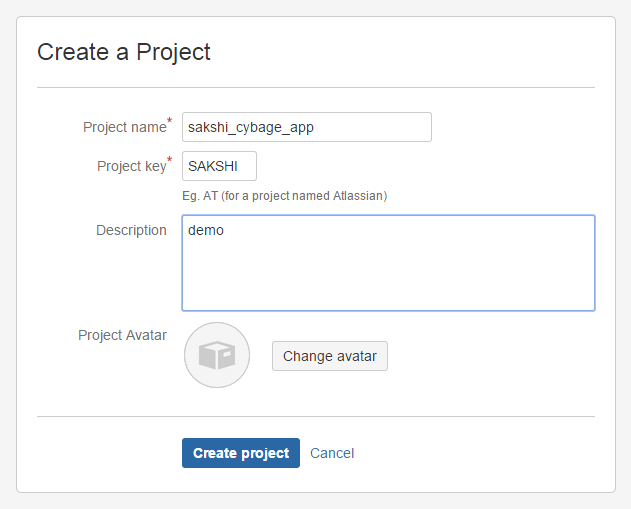 Create a Project
Project name* sakshi_cybage_app
Project key* SAKSHI
Eg. AT (for a project named Atlassian)
Description demo
Project Avatar Change avatar
Create project Cancel